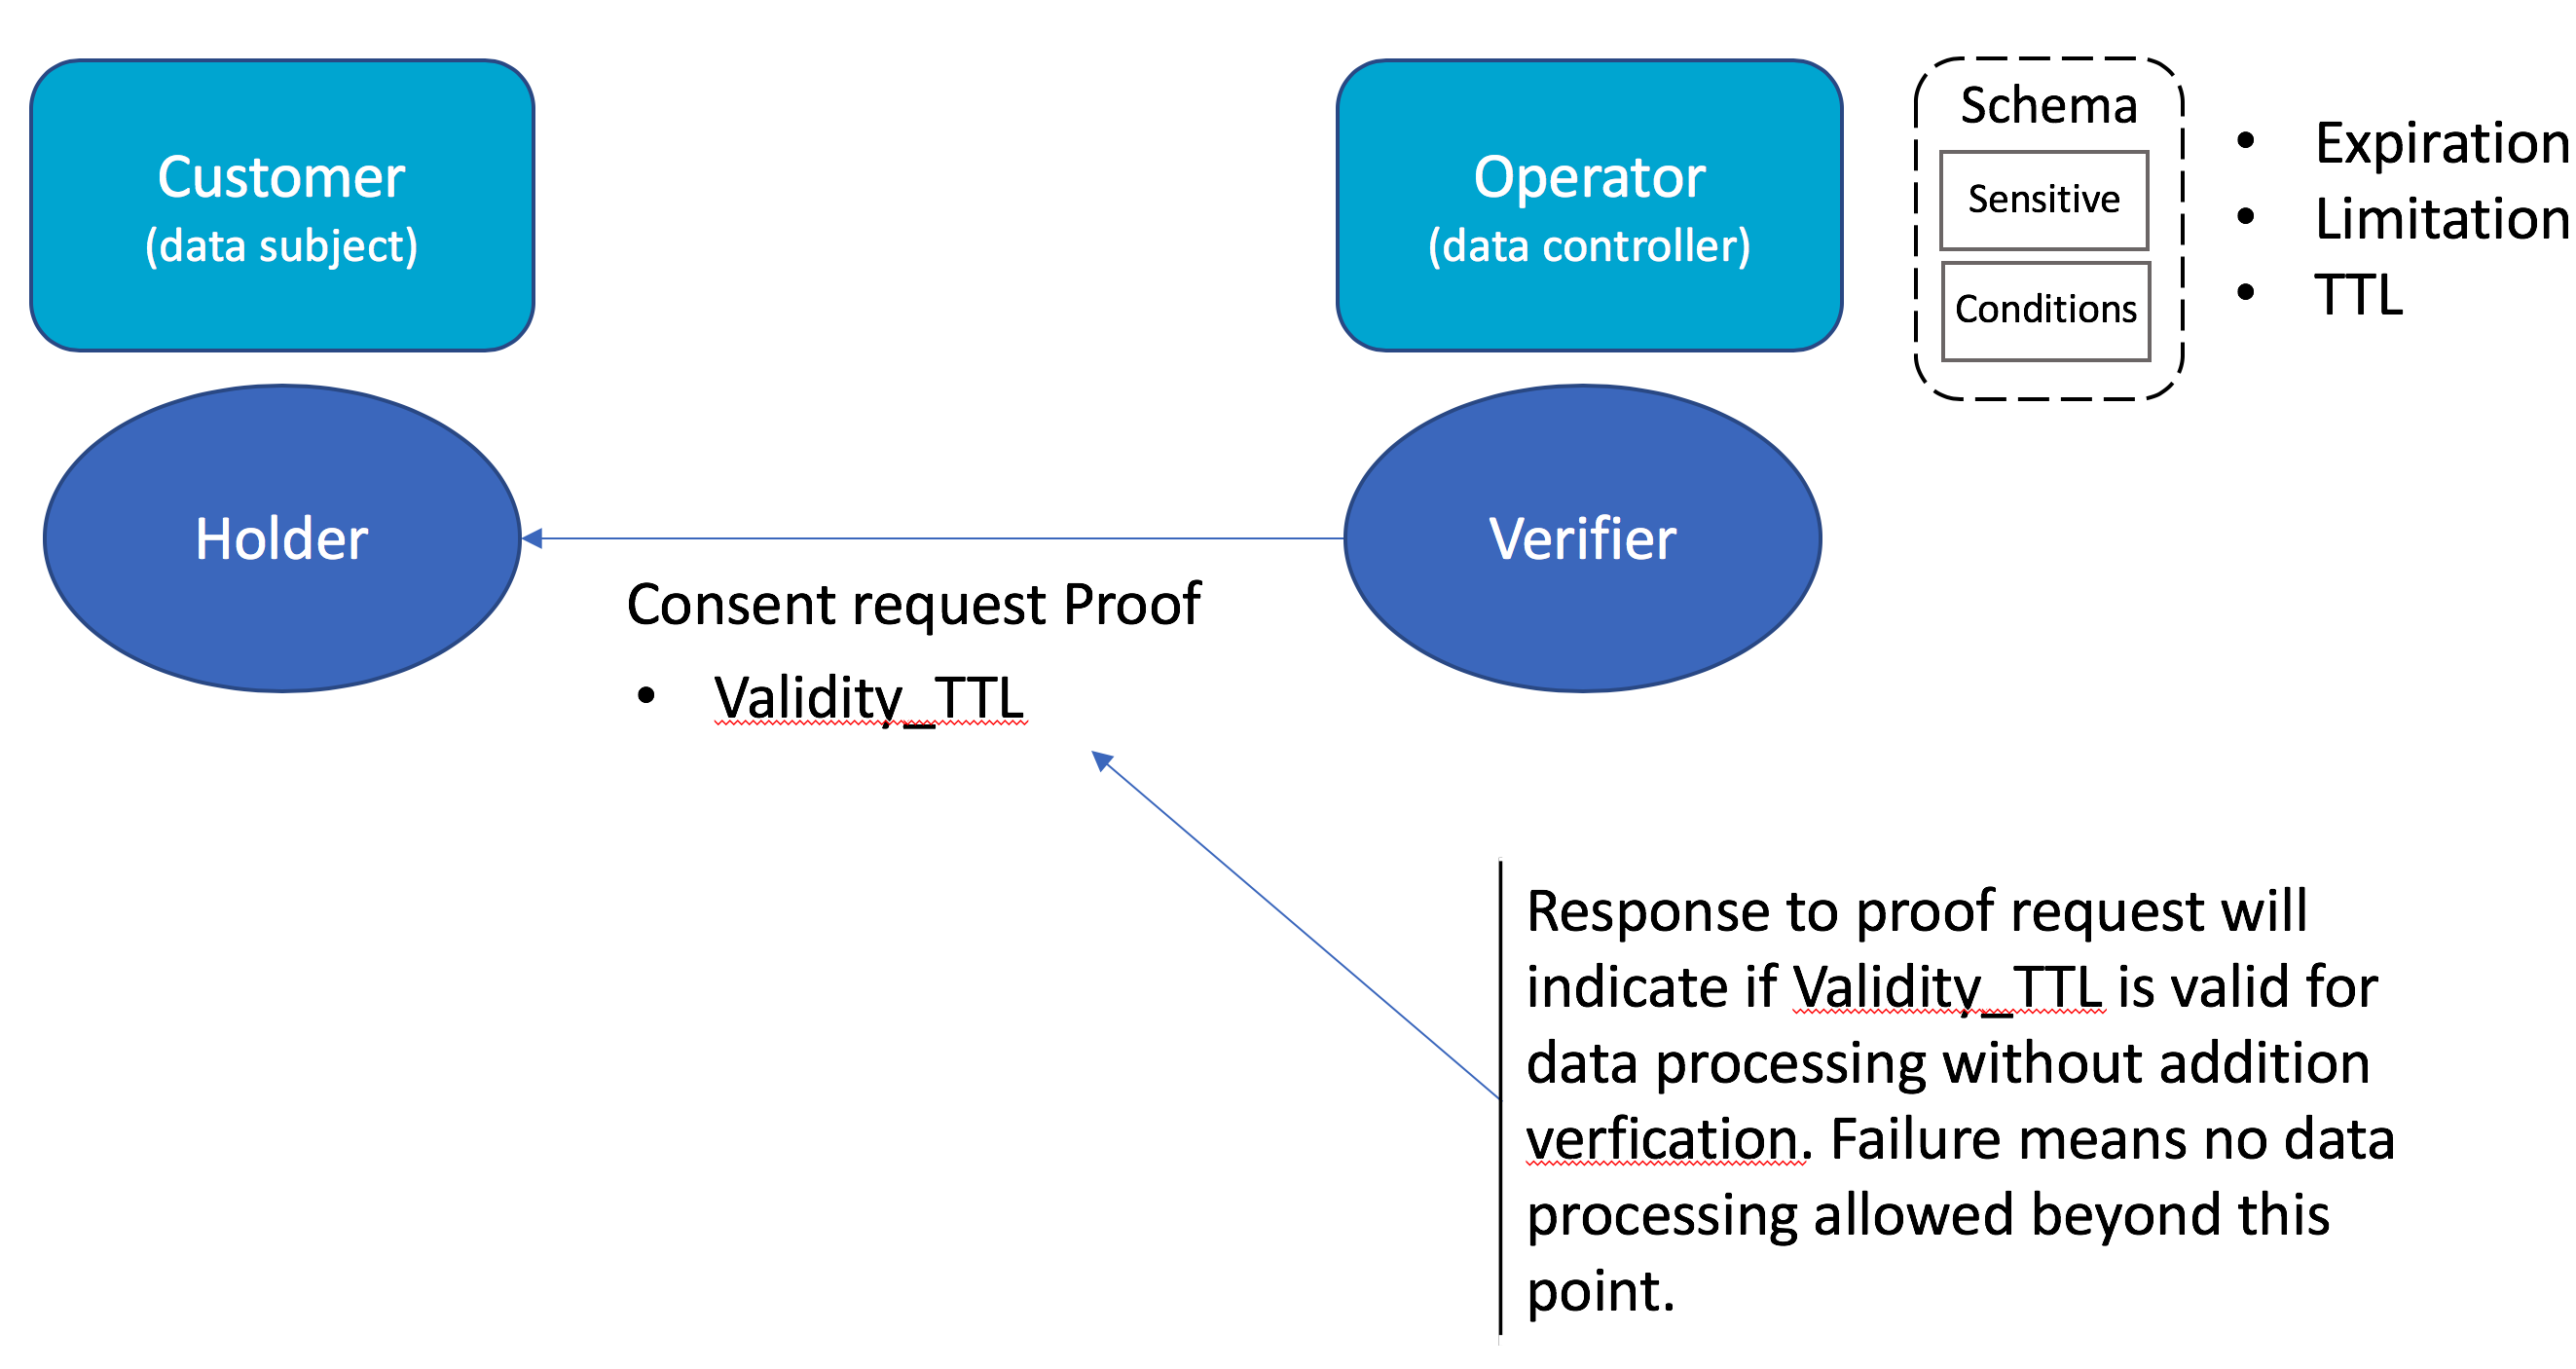 Customer
(data subject)
Operator
(data controller)
Schema
Sensitive
Conditions
• Expiration
• Limitation
• TTL
Holder
Verifier
Consent request Proof
• Validity_TTL
Response to proof request will
indicate if Validity_TTL is valid for
data processing without addition
verfication. Failure means no data
processing allowed beyond this
point.